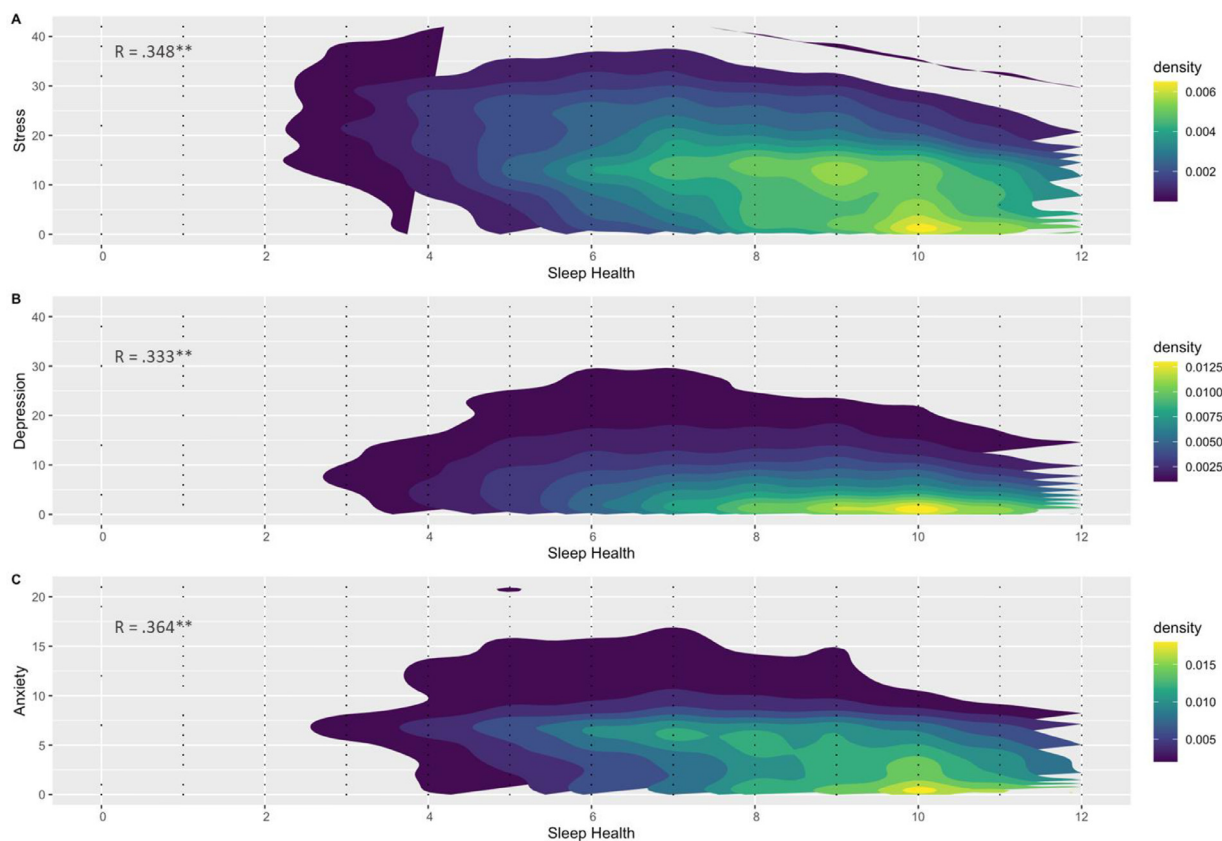 A
R = .348**
Stress
40
30
20
10
0
0 2 4 6 8 10 12
Sleep Health
density
0.006
0.004
0.002
B
R = .333**
Depression
40
30
20
10
0
0 2 4 6 8 10 12
Sleep Health
density
0.0125
0.0100
0.0075
0.0050
0.0025
C
R = .364**
Anxiety
20
15
10
5
0
0 2 4 6 8 10 12
Sleep Health
density
0.015
0.010
0.005